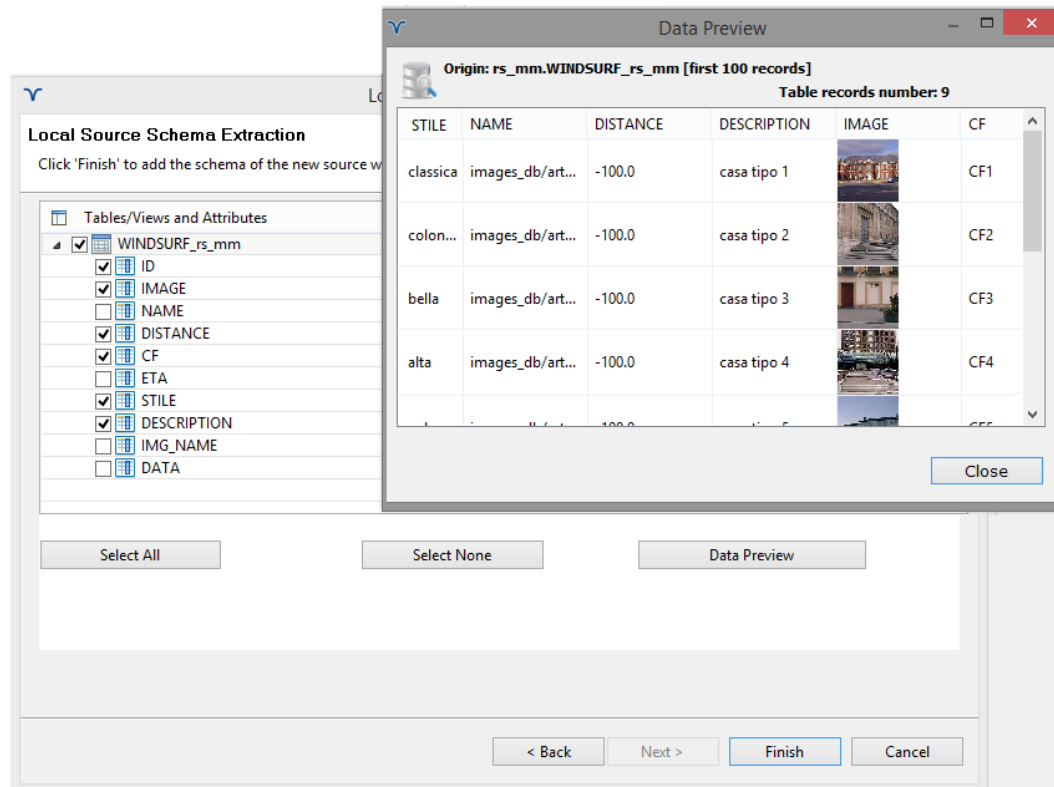 Data Preview
Origin: rs_mm.WINDSURF_rs_mm [first 100 records]
Table records number: 9
STILE NAME DISTANCE DESCRIPTION IMAGE CF
classica images_db/art... -100.0 casa tipo 1 CF1
colon... images_db/art... -100.0 casa tipo 2 CF2
bella images_db/art... -100.0 casa tipo 3 CF3
alta images_db/art... -100.0 casa tipo 4 CF4
Close
Local Source Schema Extraction
Click 'Finish' to add the schema of the new source w
Tables/Views and Attributes
WINDSURF_rs_mm
ID
IMAGE
NAME
DISTANCE
CF
ETA
STILE
DESCRIPTION
IMG_NAME
DATA
Select All Select None Data Preview
< Back Next > Finish Cancel